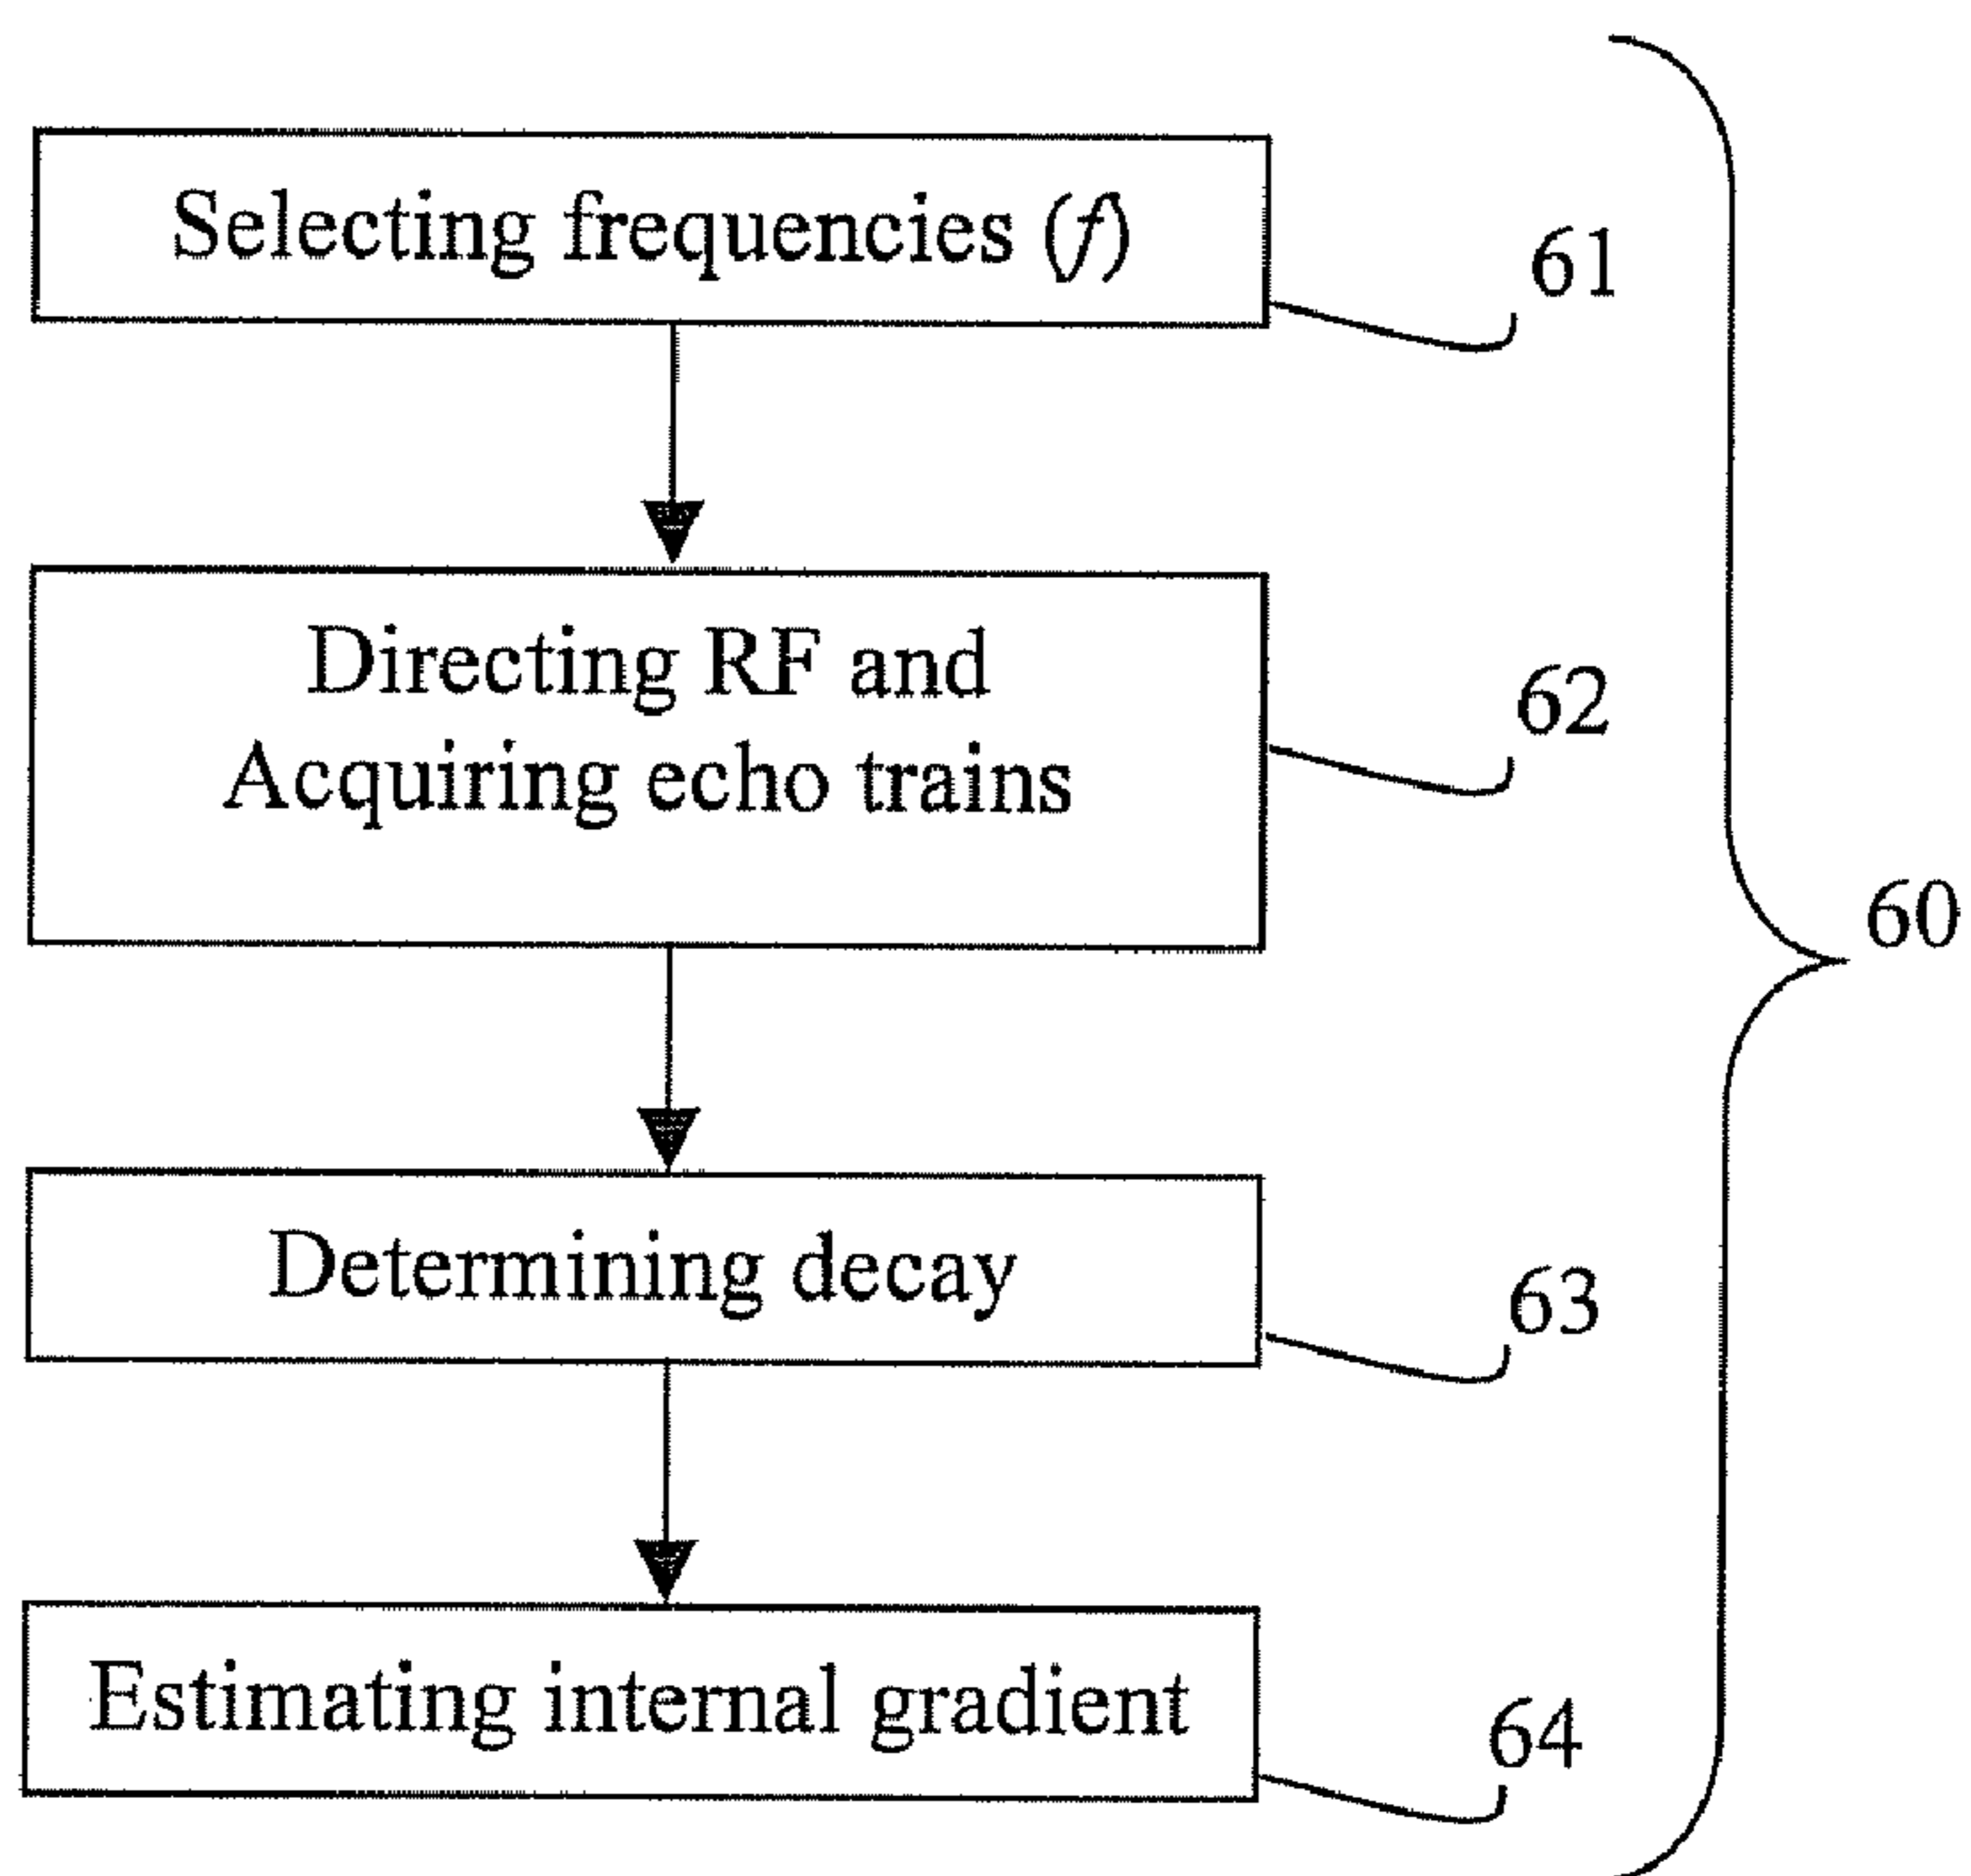 Selecting frequencies (f)
61
Directing RF and
Acquiring echo trains
62
60
Determining decay
63
Estimating internal gradient
64